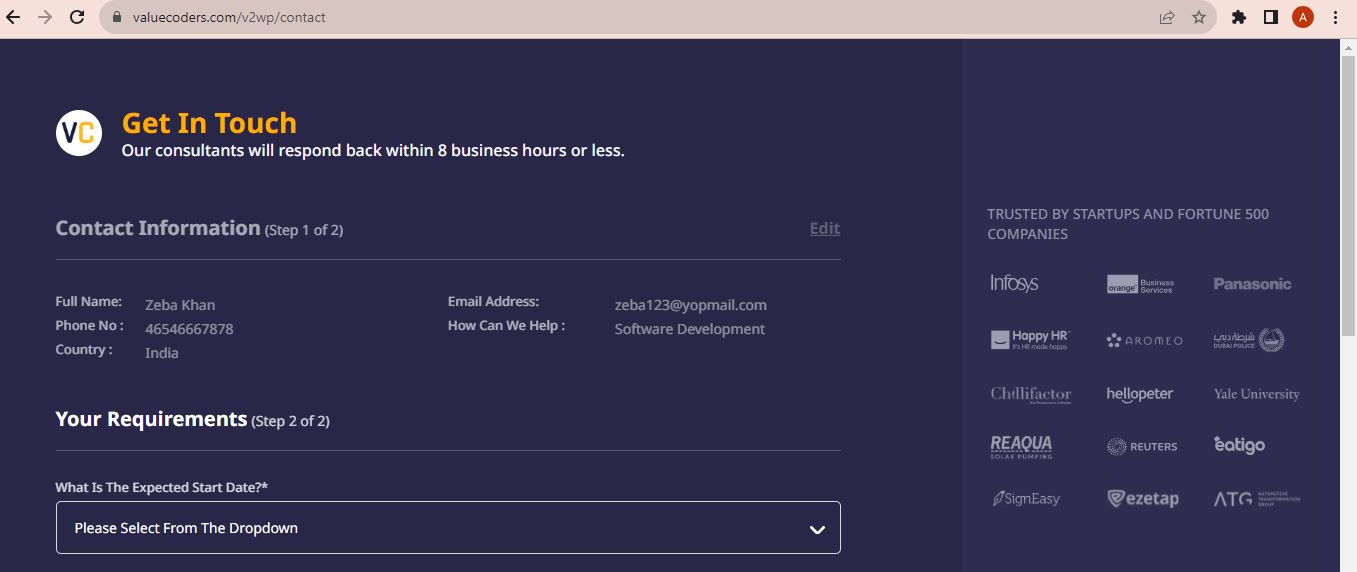 valuecoders.com/v2wp/contact
A
VC
Get In Touch
Our consultants will respond back within 8 business hours or less.
Contact Information (Step 1 of 2)
Edit
Full Name: Zeba Khan
Phone No : 46546667878
Country : India
Email Address: zeba123@yopmail.com
How Can We Help : Software Development
Your Requirements (Step 2 of 2)
What Is The Expected Start Date?*
Please Select From The Dropdown
TRUSTED BY STARTUPS AND FORTUNE 500
COMPANIES
Infosys
orange™ Business
Services
Panasonic
Happy HR™
It's HR made happy
AROMEO
شرطة دبي
DUBAI POLICE
Chillifactor
hellopeter
Yale University
REAQUA
SOLAR PUMPING
REUTERS
eatigo
SignEasy
ezetap
ATG AUTOMOTIVE
TRANSFORMATION
GROUP